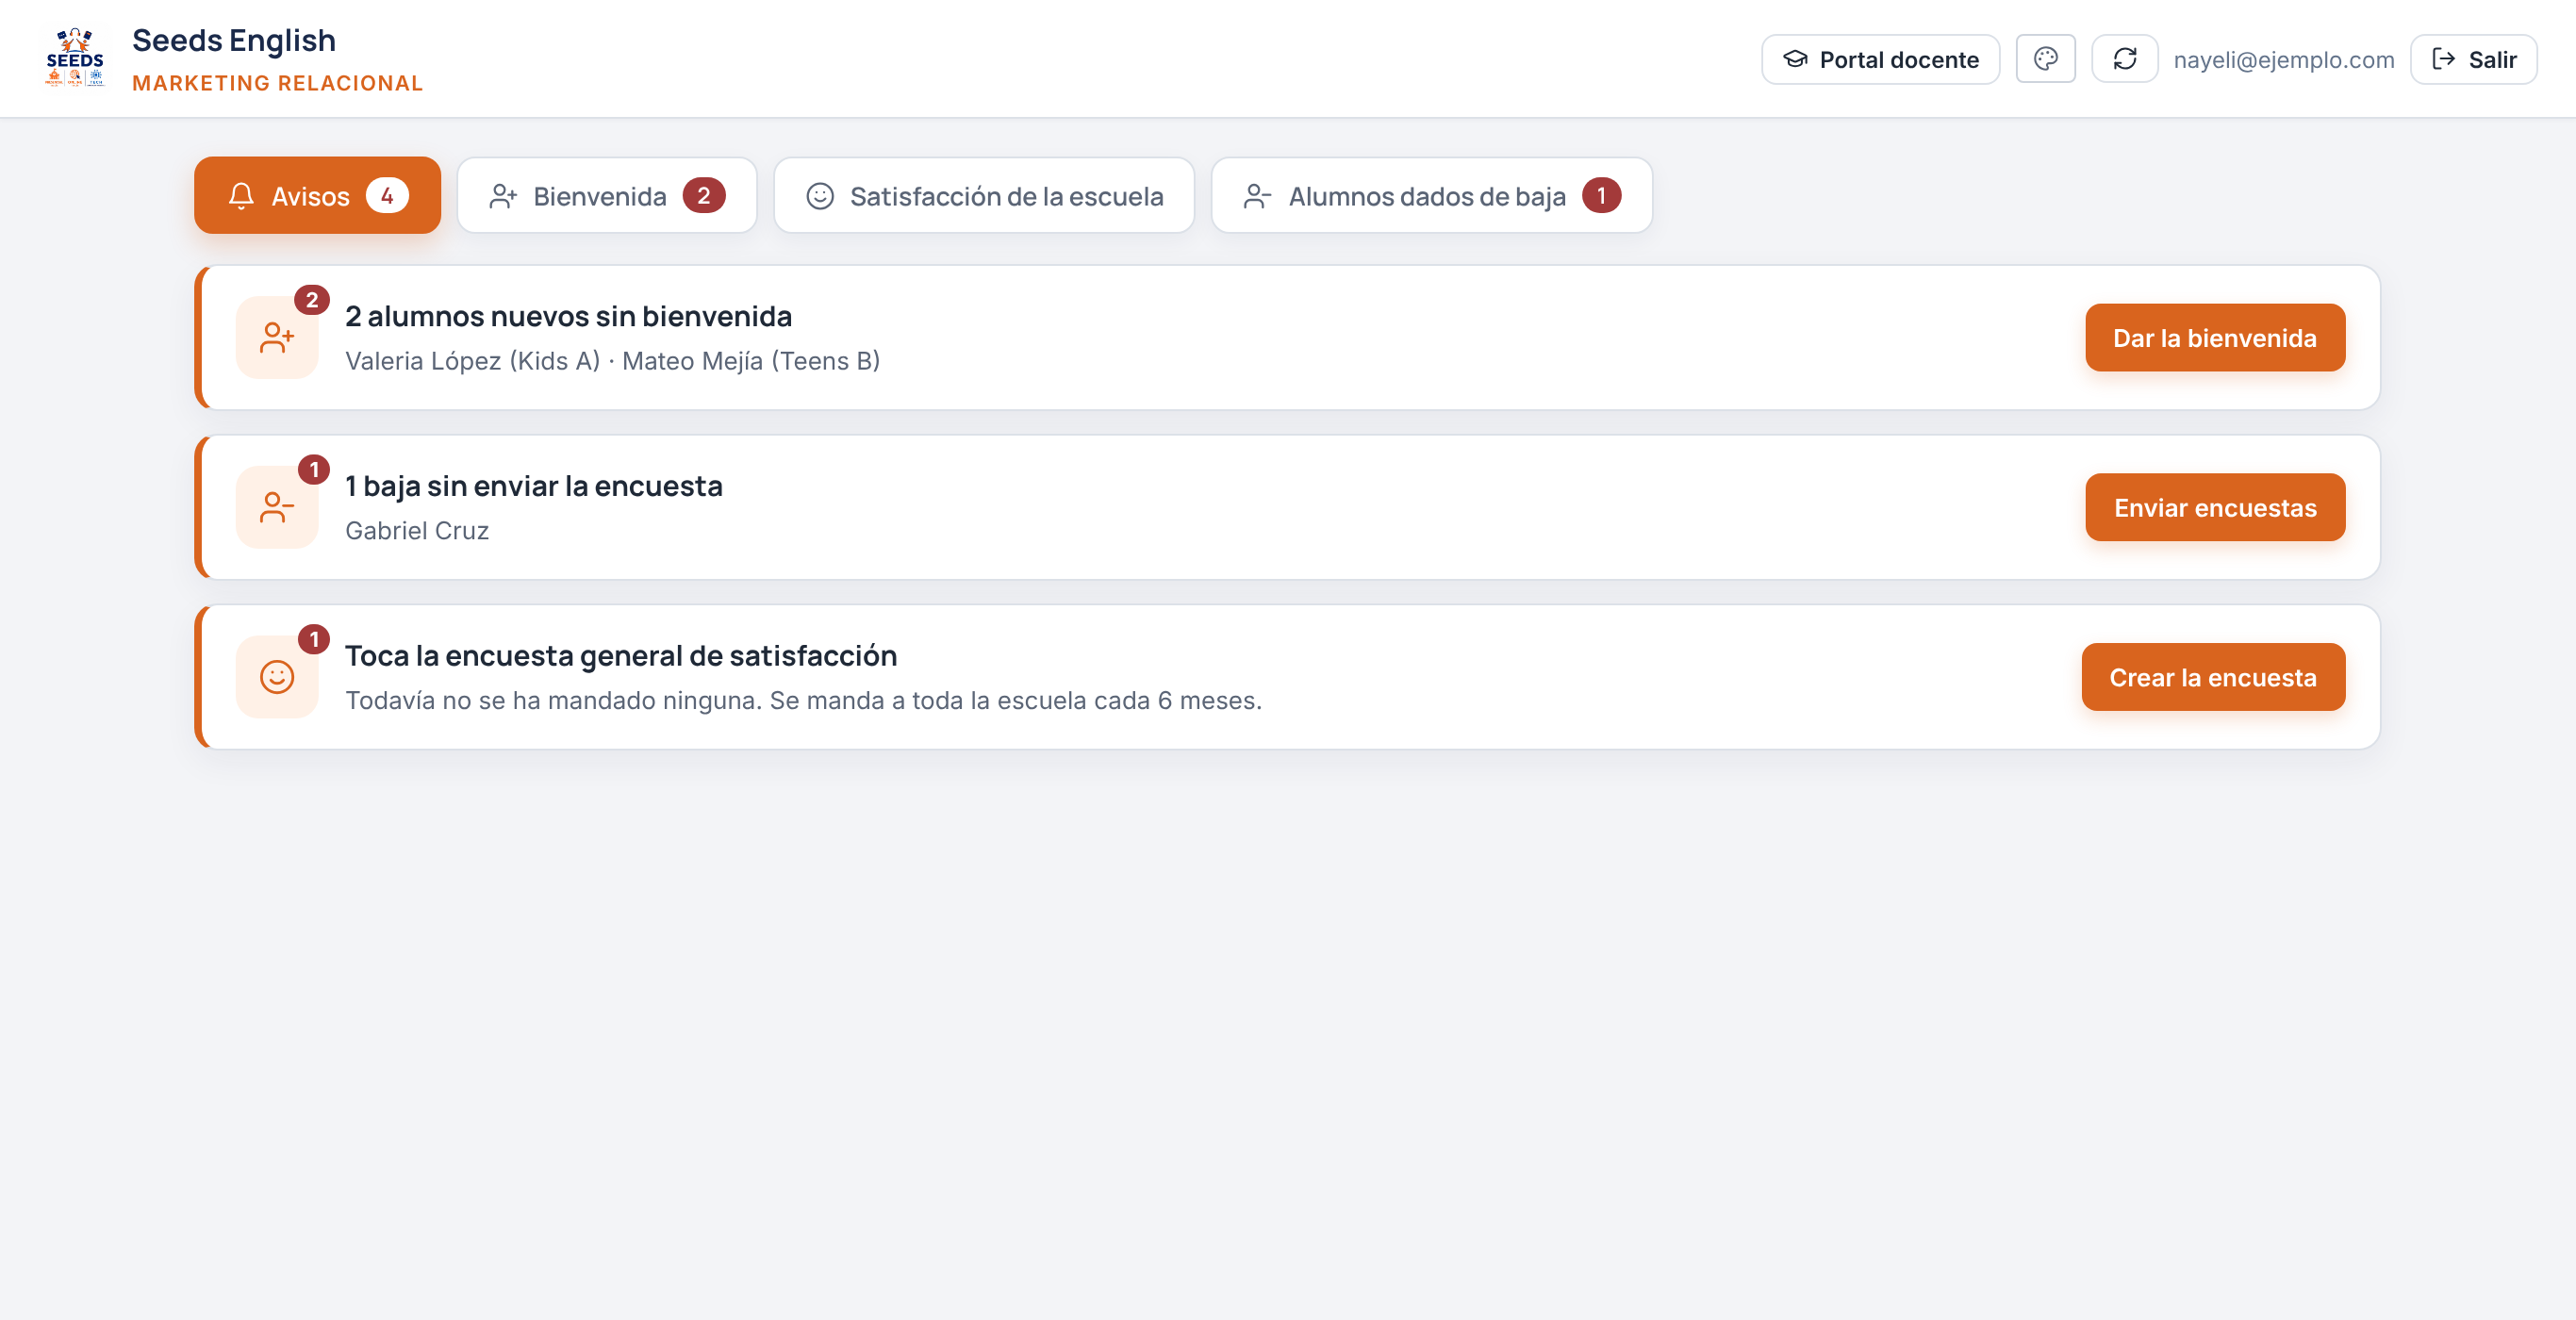 SEEDS
Seeds English
MARKETING RELACIONAL
Portal docente
nayeli@ejemplo.com
Salir
Avisos 4
Bienvenida 2
Satisfacción de la escuela
Alumnos dados de baja 1
2
2 alumnos nuevos sin bienvenida
Valeria López (Kids A) · Mateo Mejía (Teens B)
Dar la bienvenida
1
1 baja sin enviar la encuesta
Gabriel Cruz
Enviar encuestas
1
Toca la encuesta general de satisfacción
Todavía no se ha mandado ninguna. Se manda a toda la escuela cada 6 meses.
Crear la encuesta